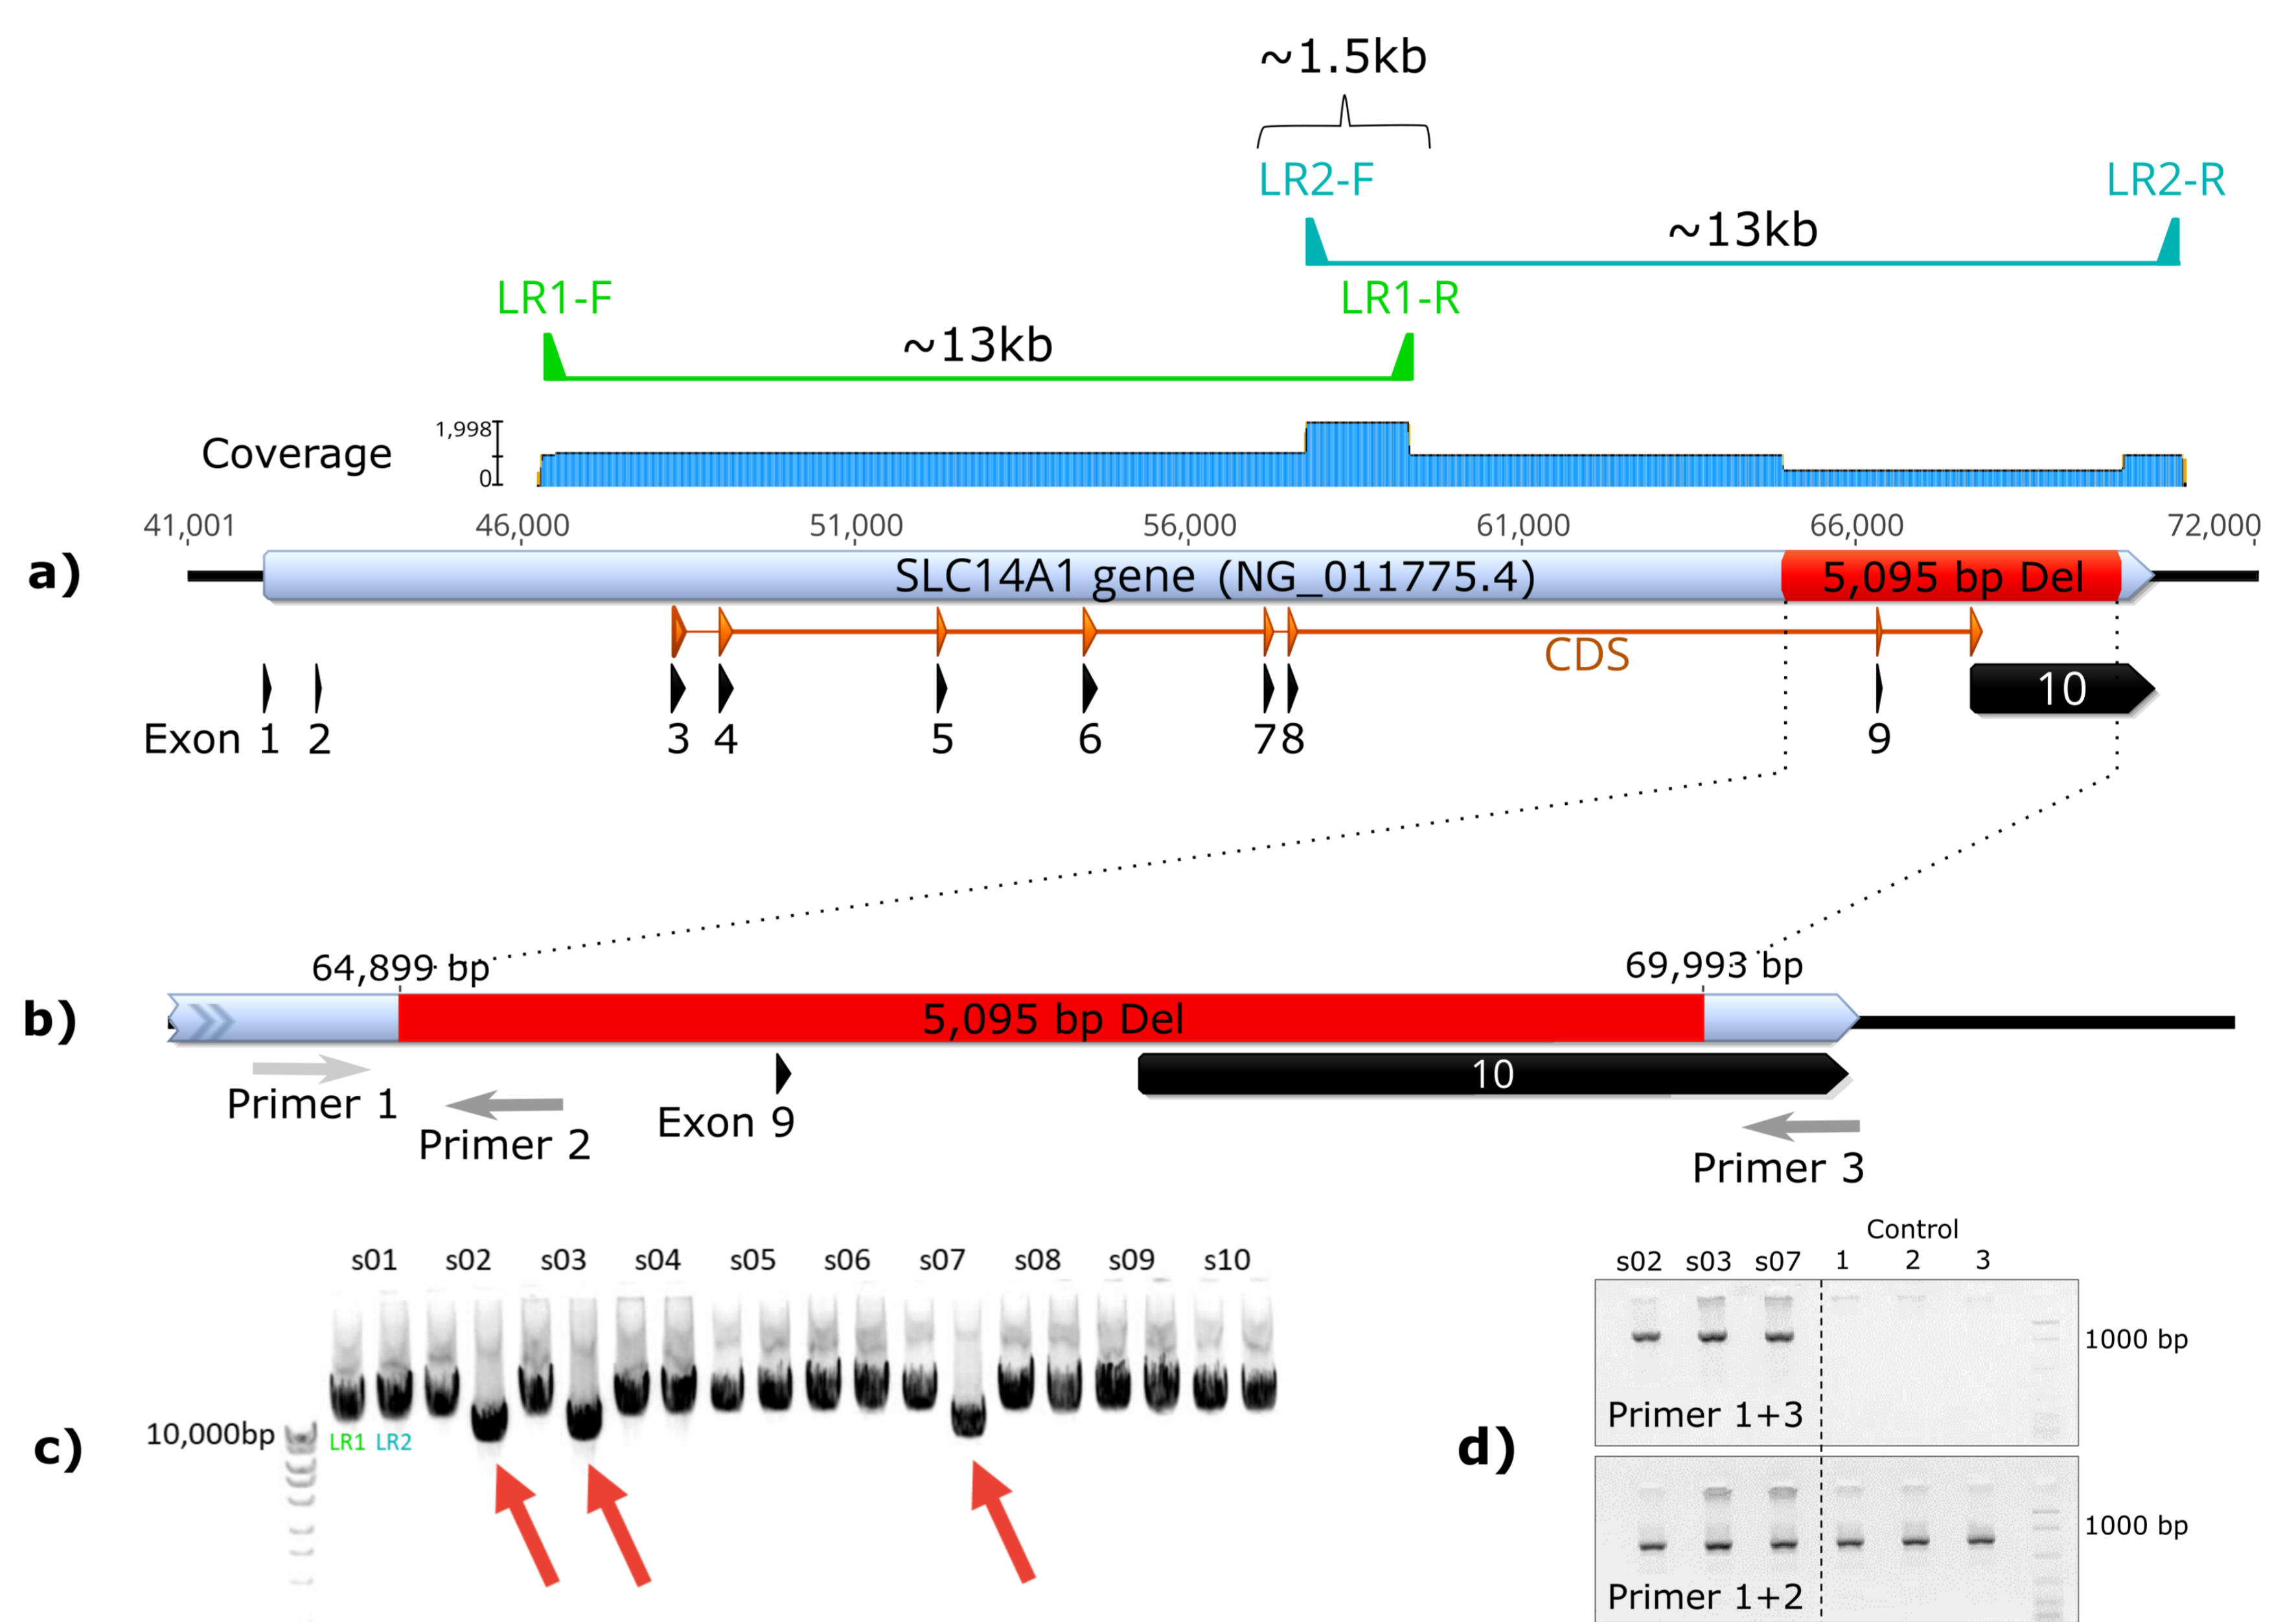 ~1.5kb
LR2-F
LR2-R
~13kb
LR1-F
LR1-R
~13kb
Coverage
1,998
0
41,001 46,000 51,000 56,000 61,000 66,000 72,000
a)
SLC14A1 gene (NG_011775.4)
5,095 bp Del
CDS
10
Exon 1 2 3 4 5 6 7 8 9
64,899 bp
69,993 bp
b)
5,095 bp Del
10
Primer 1
Primer 2
Exon 9
Primer 3
c)
s01 s02 s03 s04 s05 s06 s07 s08 s09 s10
10,000bp
LR1 LR2
d)
Control
s02 s03 s07 1 2 3
1000 bp
Primer 1+3
1000 bp
Primer 1+2